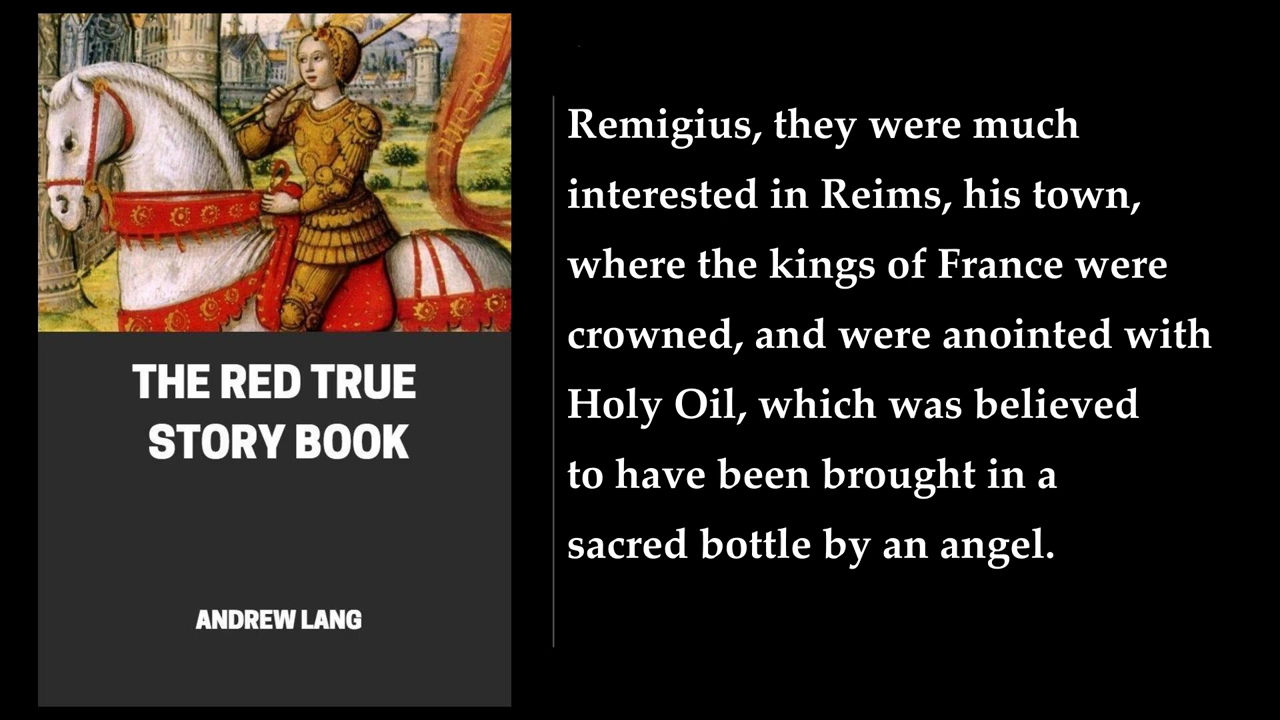 THE RED TRUE
STORY BOOK
ANDREW LANG
Remigius, they were much
interested in Reims, his town,
where the kings of France were
crowned, and were anointed with
Holy Oil, which was believed
to have been brought in a
sacred bottle by an angel.